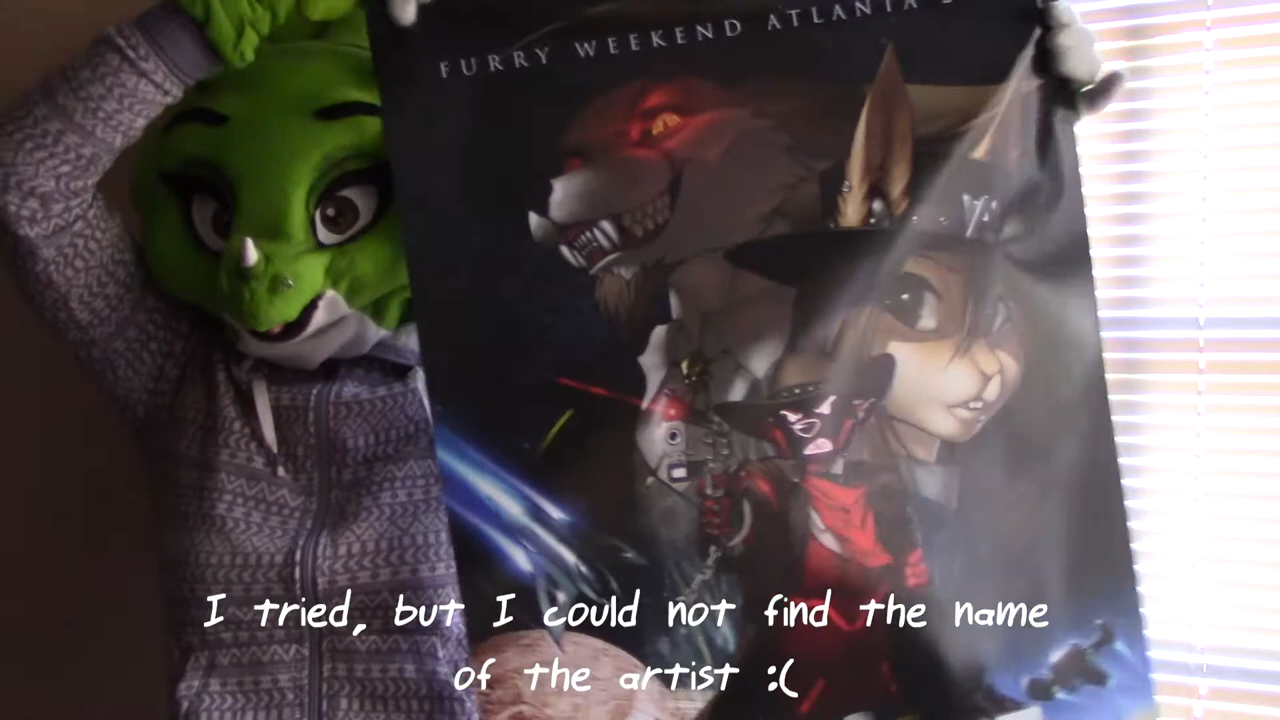 FURRY WEEKEND ATLANTA
I tried, but I could not find the name
of the artist :(